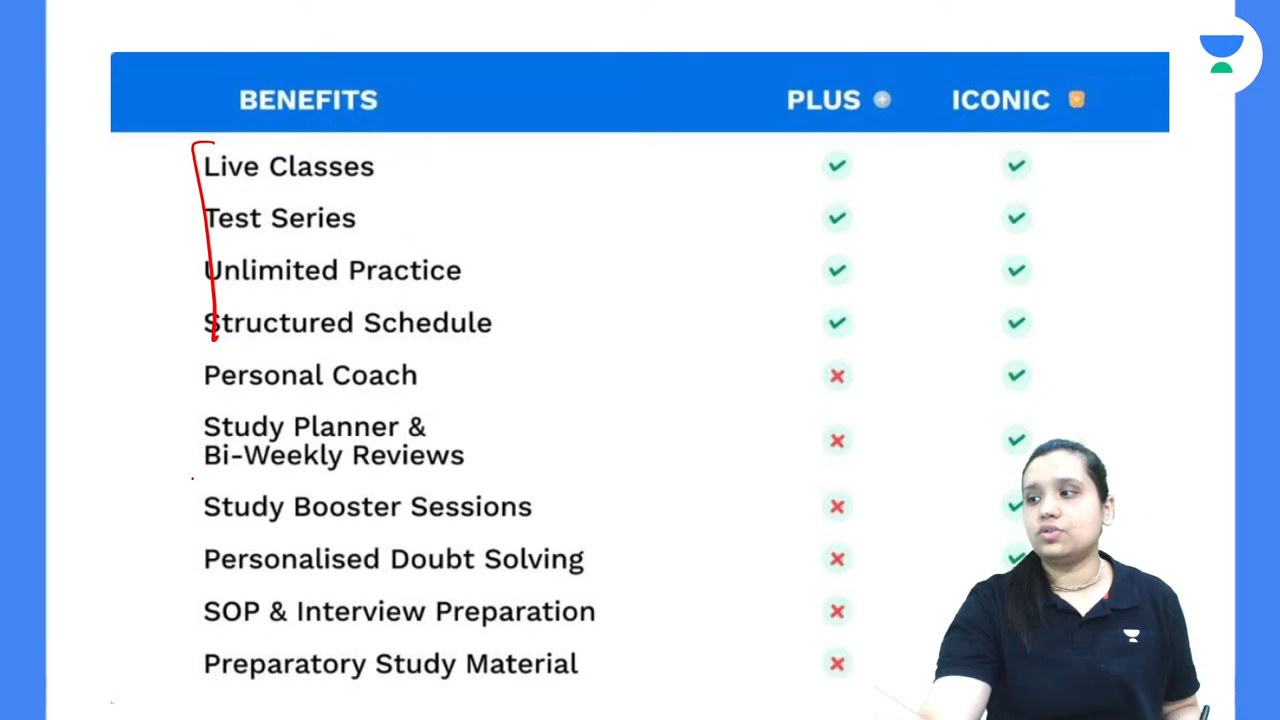 BENEFITS PLUS ICONIC
Live Classes
Test Series
Unlimited Practice
Structured Schedule
Personal Coach
Study Planner &
Bi-Weekly Reviews
Study Booster Sessions
Personalised Doubt Solving
SOP & Interview Preparation
Preparatory Study Material